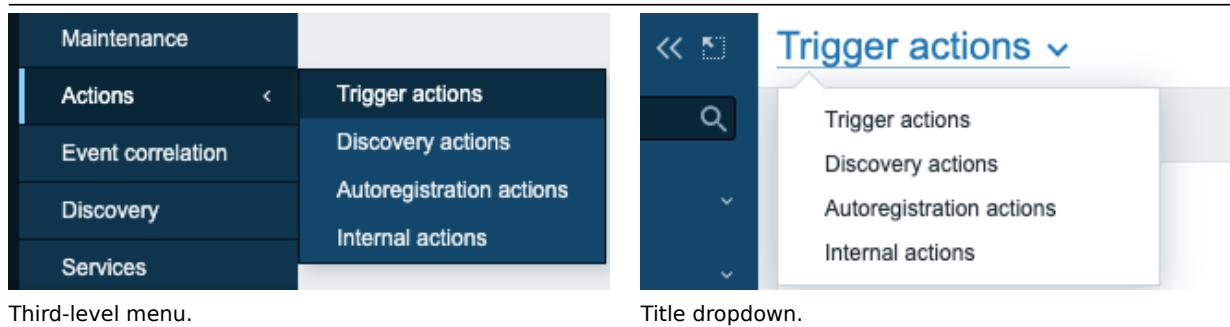 Maintenance
Actions
Event correlation
Discovery
Services
Trigger actions
Discovery actions
Autoregistration actions
Internal actions
Third-level menu.
Trigger actions
Trigger actions
Discovery actions
Autoregistration actions
Internal actions
Title dropdown.